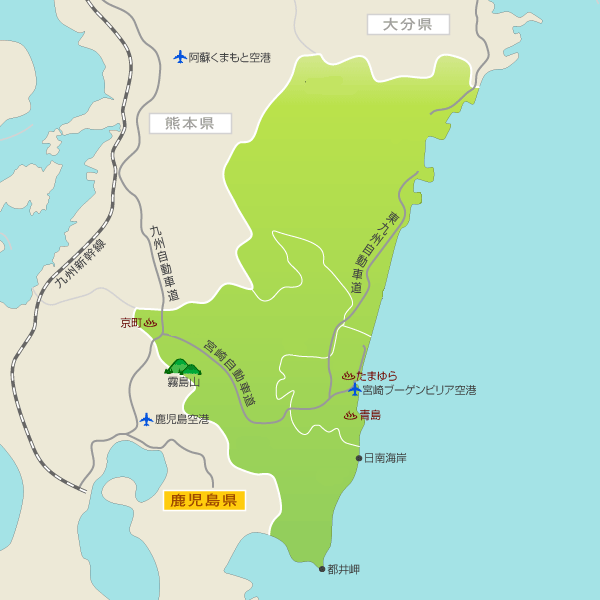 大分県
阿蘇くまもと空港
熊本県
東九州自動車道
九州自動車道
九州新幹線
京町
宮崎自動車道
霧島山
たまゆら
宮崎ブーゲンビリア空港
青島
鹿児島空港
日南海岸
鹿児島県
都井岬